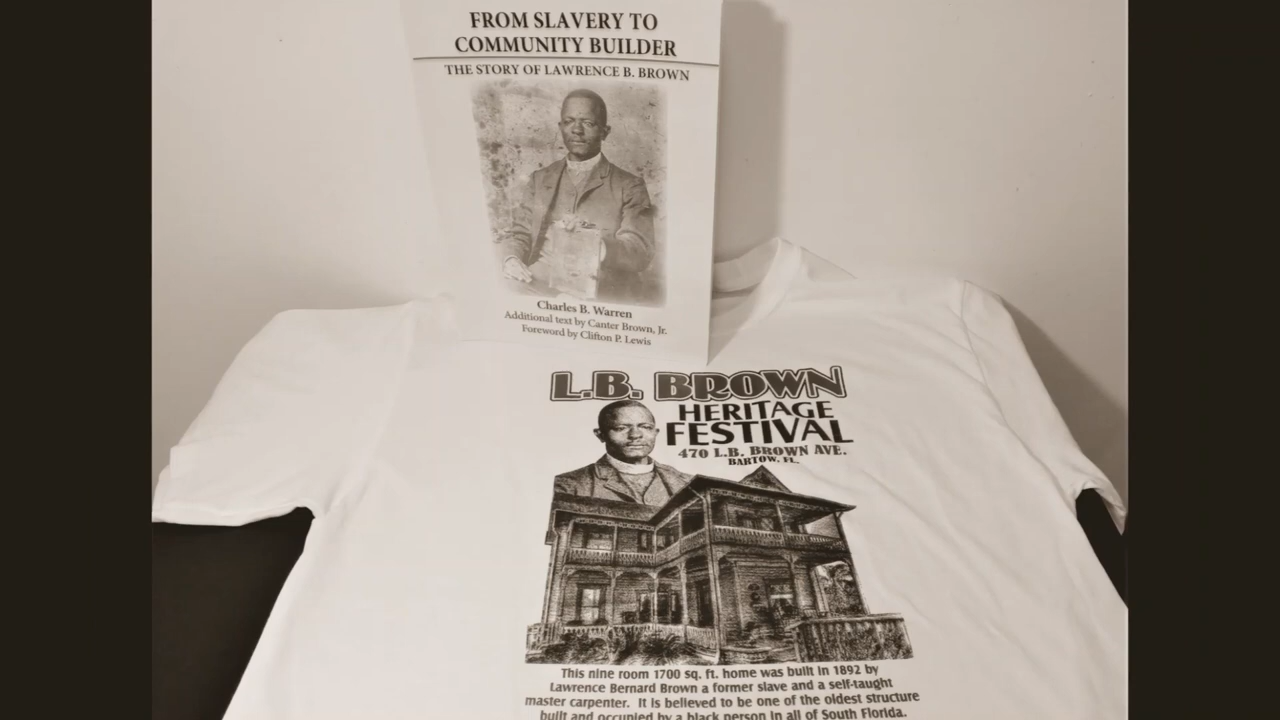 FROM SLAVERY TO
COMMUNITY BUILDER
THE STORY OF LAWRENCE B. BROWN
Charles B. Warren
Additional text by Canter Brown, Jr.
Foreword by Clifton P. Lewis
L.B. BROWN
HERITAGE
FESTIVAL
470 L.B. BROWN AVE.
BARTOW, FL.
This nine room 1700 sq. ft. home was built in 1892 by
Lawrence Bernard Brown a former slave and a self-taught
master carpenter. It is believed to be one of the oldest structure
built and occupied by a black person in all of South Florida.